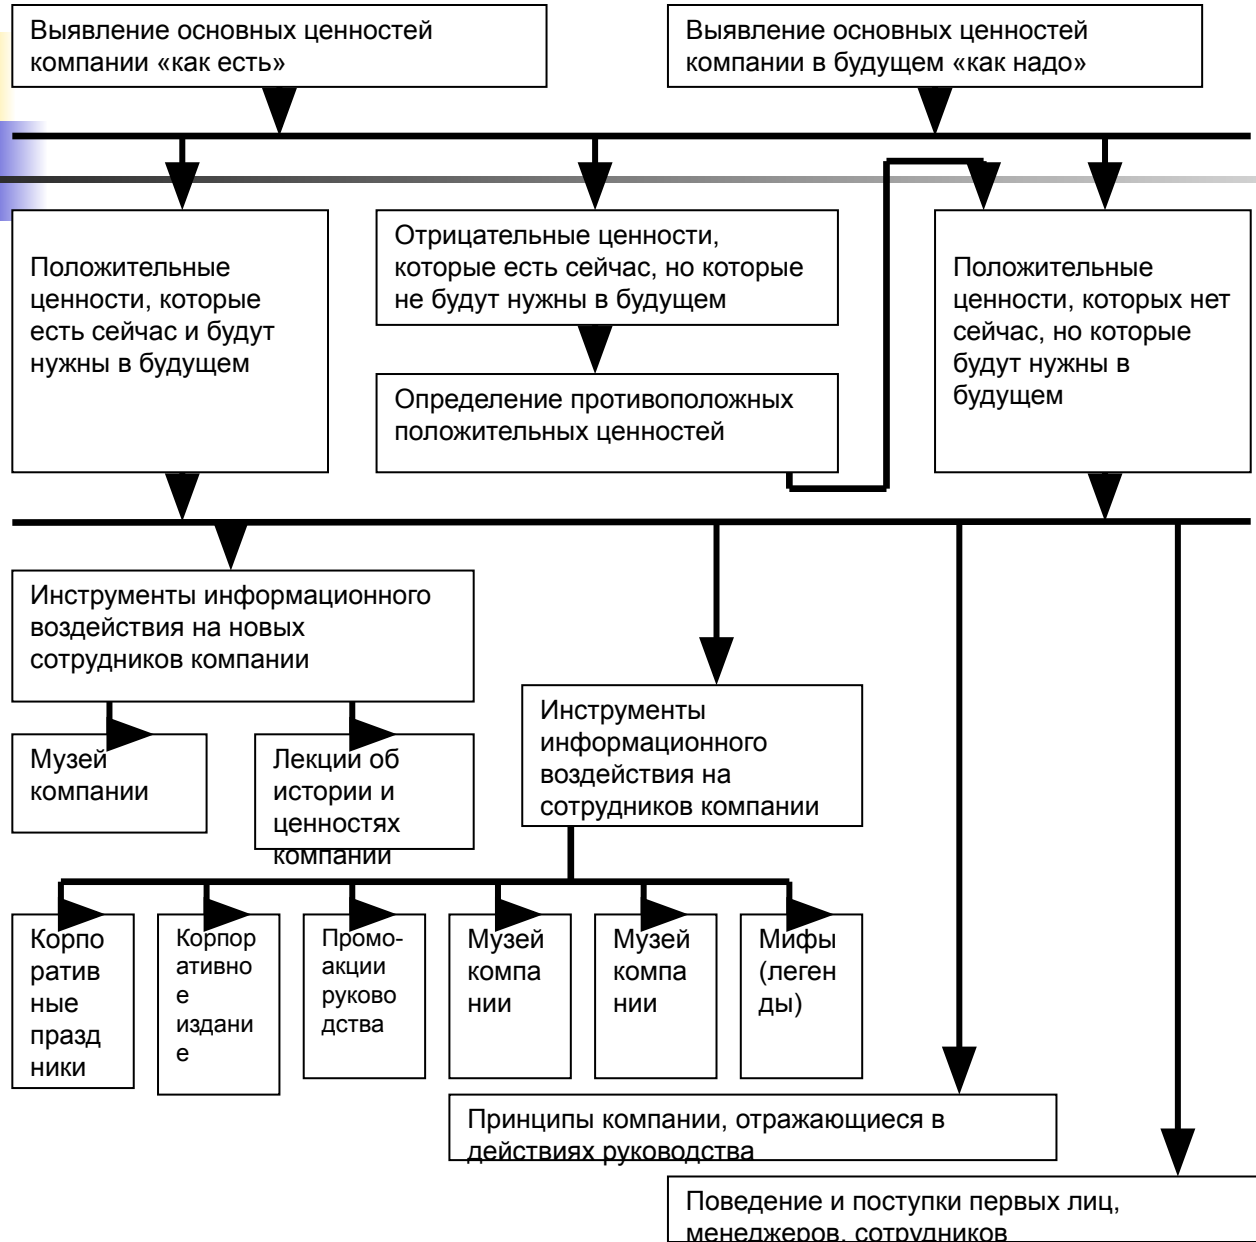 Выявление основных ценностей
компании «как есть»
Выявление основных ценностей
компании в будущем «как надо»
Положительные
ценности, которые
есть сейчас и будут
нужны в будущем
Отрицательные ценности,
которые есть сейчас, но которые
не будут нужны в будущем
Определение противоположных
положительных ценностей
Положительные
ценности, которых нет
сейчас, но которые
будут нужны в
будущем
Инструменты информационного
воздействия на новых
сотрудников компании
Музей
компании
Лекции об
истории и
ценностях
компании
Инструменты
информационного
воздействия на
сотрудников компании
Корпо
ратив
ные
празд
ники
Корпор
ативно
е
издани
е
Промо-
акции
руково
дства
Музей
компа
нии
Музей
компа
нии
Мифы
(леген
ды)
Принципы компании, отражающиеся в
действиях руководства
Поведение и поступки первых лиц,
менеджеров, сотрудников